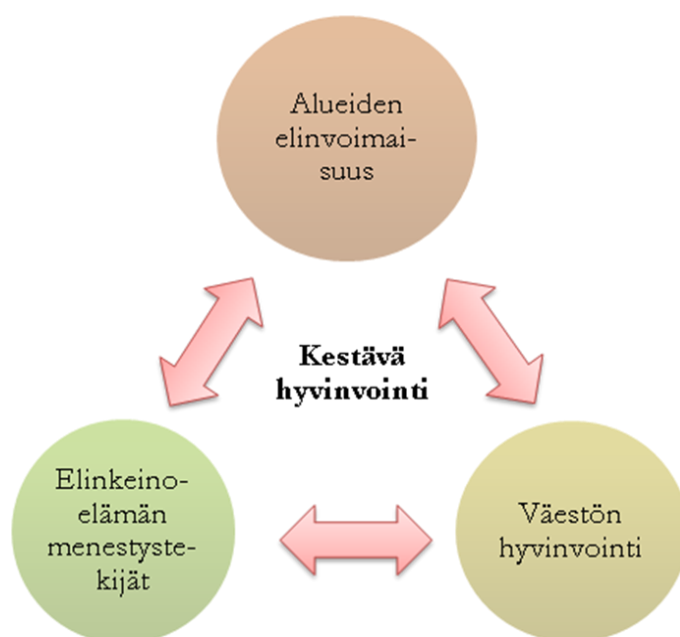 Alueiden
elinvoimai-
suus
Kestävä
hyvinvointi
Elinkeino-
elämän
menestyste-
kijät
Väestön
hyvinvointi